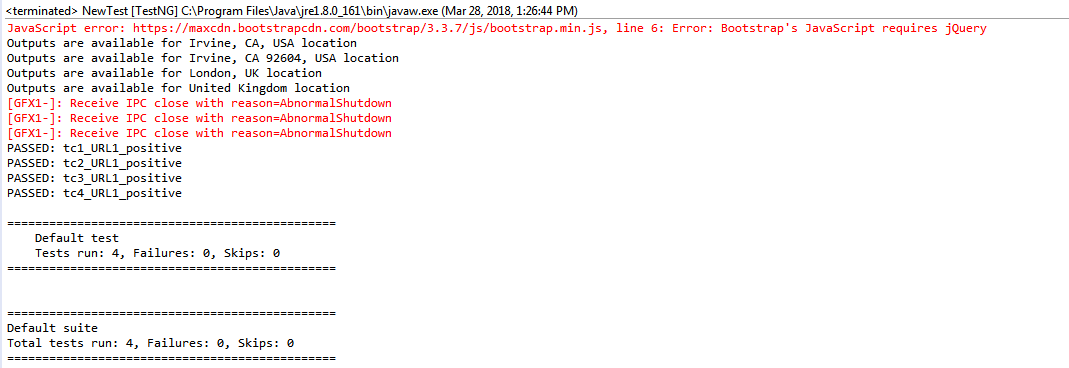 <terminated> NewTest [TestNG] C:\Program Files\Java\jre1.8.0_161\bin\javaw.exe (Mar 28, 2018, 1:26:44 PM)
JavaScript error: https://maxcdn.bootstrapcdn.com/bootstrap/3.3.7/js/bootstrap.min.js, line 6: Error: Bootstrap's JavaScript requires jQuery
Outputs are available for Irvine, CA, USA location
Outputs are available for Irvine, CA 92604, USA location
Outputs are available for London, UK location
Outputs are available for United Kingdom location
[GFX1-]: Receive IPC close with reason=AbnormalShutdown
[GFX1-]: Receive IPC close with reason=AbnormalShutdown
[GFX1-]: Receive IPC close with reason=AbnormalShutdown
PASSED: tc1_URL1_positive
PASSED: tc2_URL1_positive
PASSED: tc3_URL1_positive
PASSED: tc4_URL1_positive
===============================================
Default test
Tests run: 4, Failures: 0, Skips: 0
===============================================
===============================================
Default suite
Total tests run: 4, Failures: 0, Skips: 0
===============================================